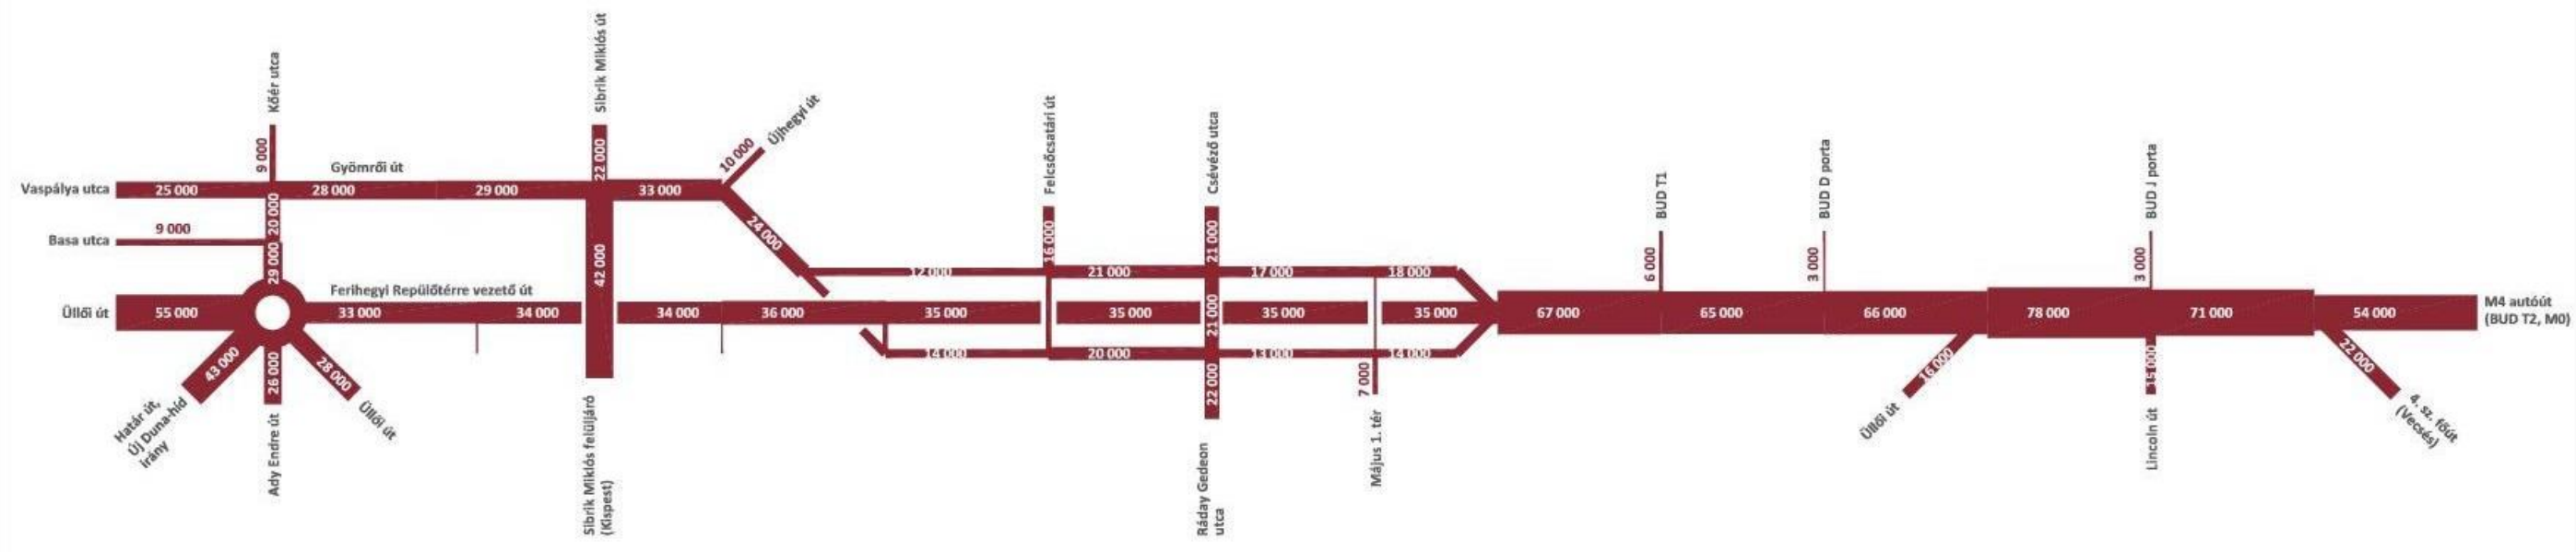 Kőér utca
Sibrik Miklós út
Újhegyi út
Felcsőcsatári út
Csévéző utca
BUD T1
BUD D porta
BUD J porta
9 000
22 000
10 000
16 000
21 000
6 000
3 000
3 000
Gyömrői út
Vaspálya utca
25 000
28 000
29 000
33 000
20 000
24 000
Basa utca
9 000
29 000
42 000
12 000
21 000
17 000
18 000
Ferihegyi Repülőtérre vezető út
Üllői út
55 000
33 000
34 000
34 000
36 000
35 000
35 000
21 000
35 000
35 000
67 000
65 000
66 000
78 000
71 000
54 000
M4 autóút
(BUD T2, M0)
14 000
20 000
13 000
14 000
43 000
26 000
28 000
22 000
7 000
16 000
15 000
22 000
Határ út,
Új Duna-híd
irány
Ady Endre út
Üllői út
Sibrik Miklós felüljáró
(Kispest)
Ráday Gedeon
utca
Május 1. tér
Üllői út
Lincoln út
4. sz. főút
(Vecsés)